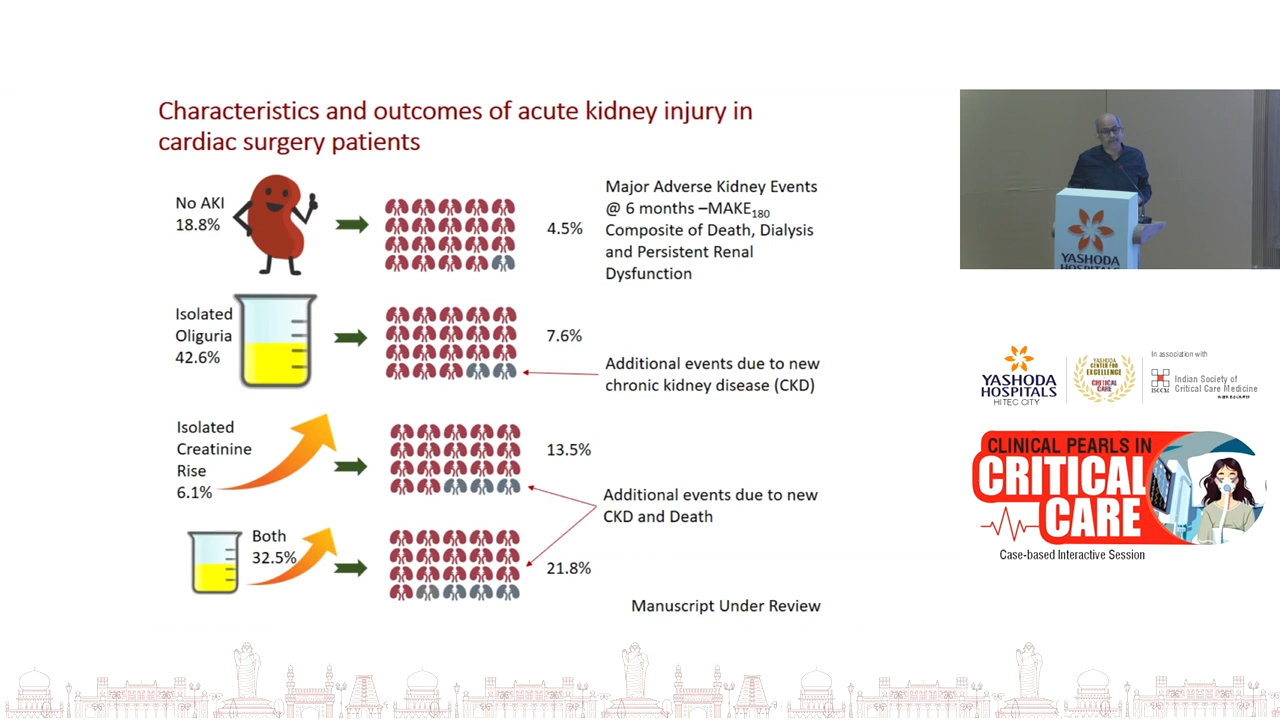 Characteristics and outcomes of acute kidney injury in
cardiac surgery patients
No AKI
18.8%
4.5%
Major Adverse Kidney Events
@ 6 months –MAKE180
Composite of Death, Dialysis
and Persistent Renal
Dysfunction
Isolated
Oliguria
42.6%
7.6%
Additional events due to new
chronic kidney disease (CKD)
Isolated
Creatinine
Rise
6.1%
13.5%
Additional events due to new
CKD and Death
Both
32.5%
21.8%
Manuscript Under Review
YASHODA
HOSPITALS
YASHODA
HOSPITALS
HITEC CITY
YASHODA
CENTER FOR
EXCELLENCE
CRITICAL
CARE
In association with
ISCCM
Indian Society of
Critical Care Medicine
CLINICAL PEARLS IN
CRITICAL
CARE
Case-based Interactive Session